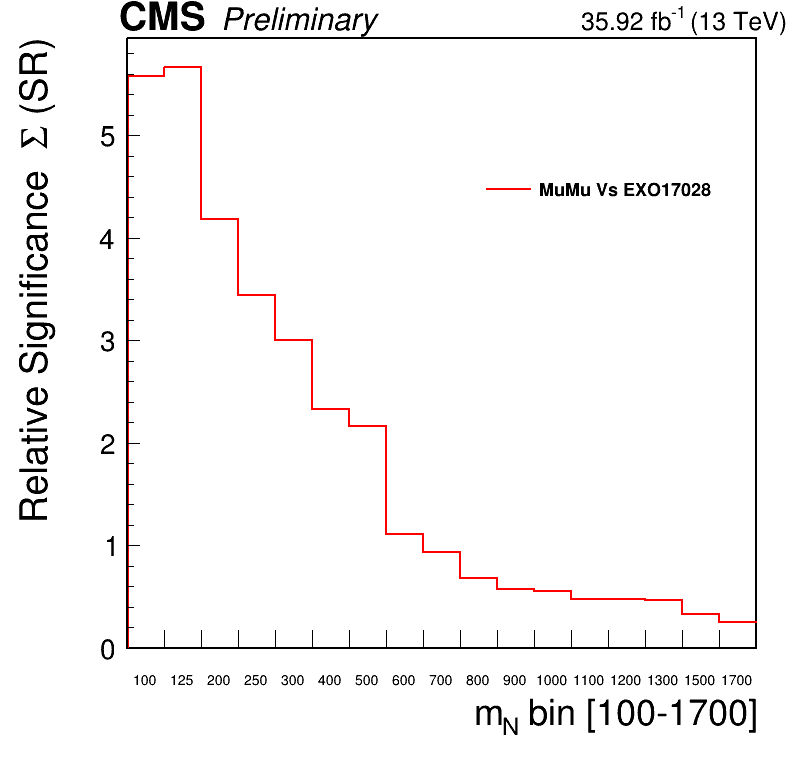 CMS Preliminary 35.92 fb-1 (13 TeV)
Relative Significance Σ (SR)
5
4
3
2
1
0
MuMu Vs EXO17028
100 125 200 250 300 400 500 600 700 800 900 1000 1100 1200 1300 1500 1700
mN bin [100-1700]